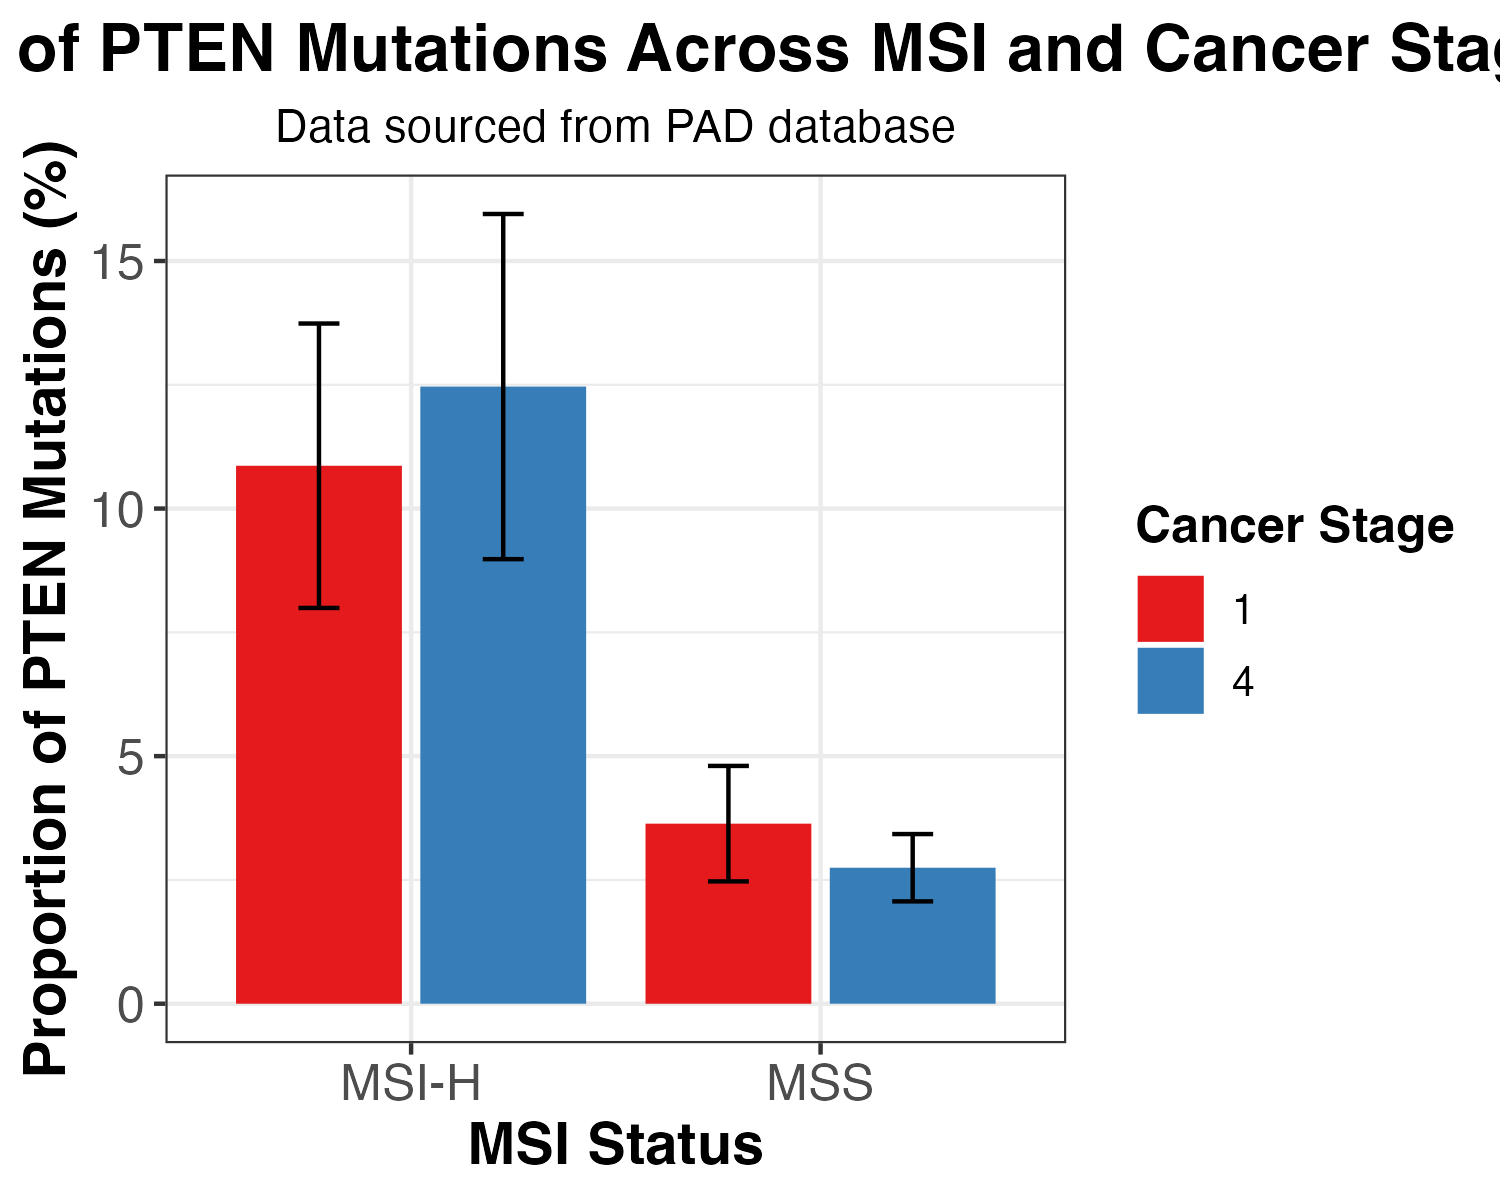 of PTEN Mutations Across MSI and Cancer Stag
Data sourced from PAD database
Proportion of PTEN Mutations (%)
15
10
5
0
MSI-H
MSS
MSI Status
Cancer Stage
1
4